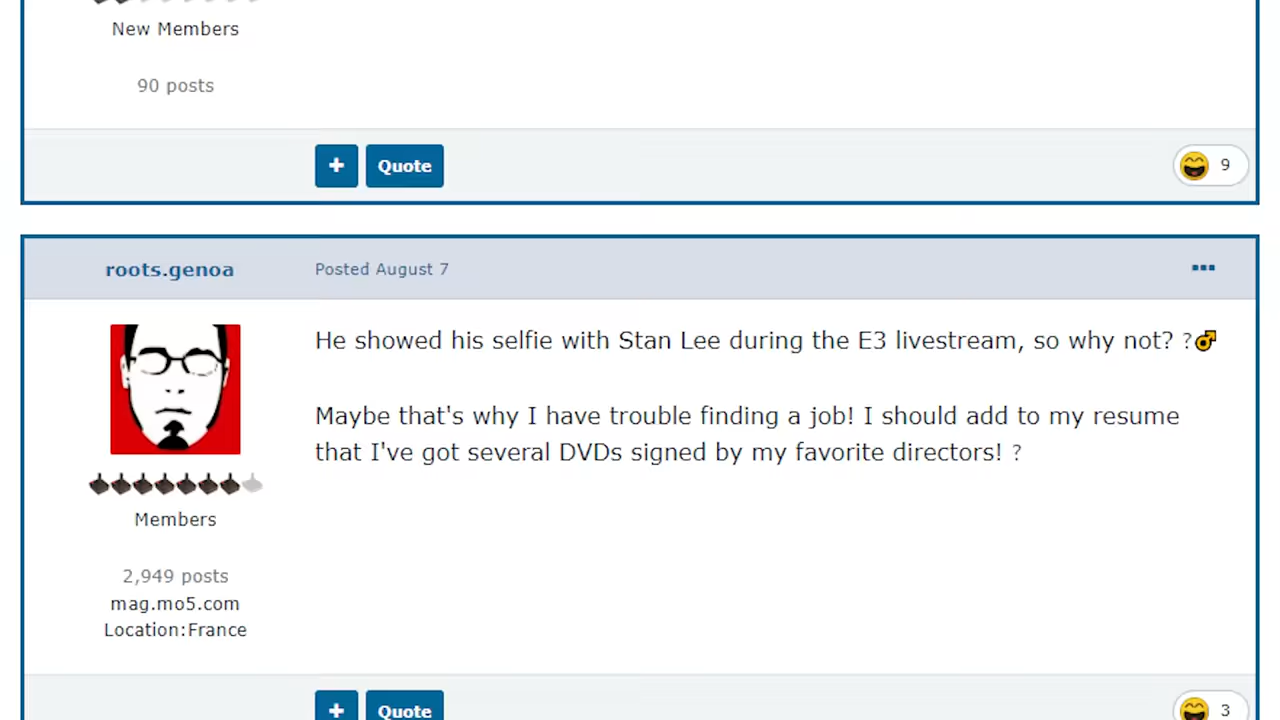 New Members
90 posts
+ Quote
9
roots.genoa
Posted August 7
He showed his selfie with Stan Lee during the E3 livestream, so why not? ?♂
Maybe that's why I have trouble finding a job! I should add to my resume
that I've got several DVDs signed by my favorite directors! ?
Members
2,949 posts
mag.mo5.com
Location:France
+ Quote
3